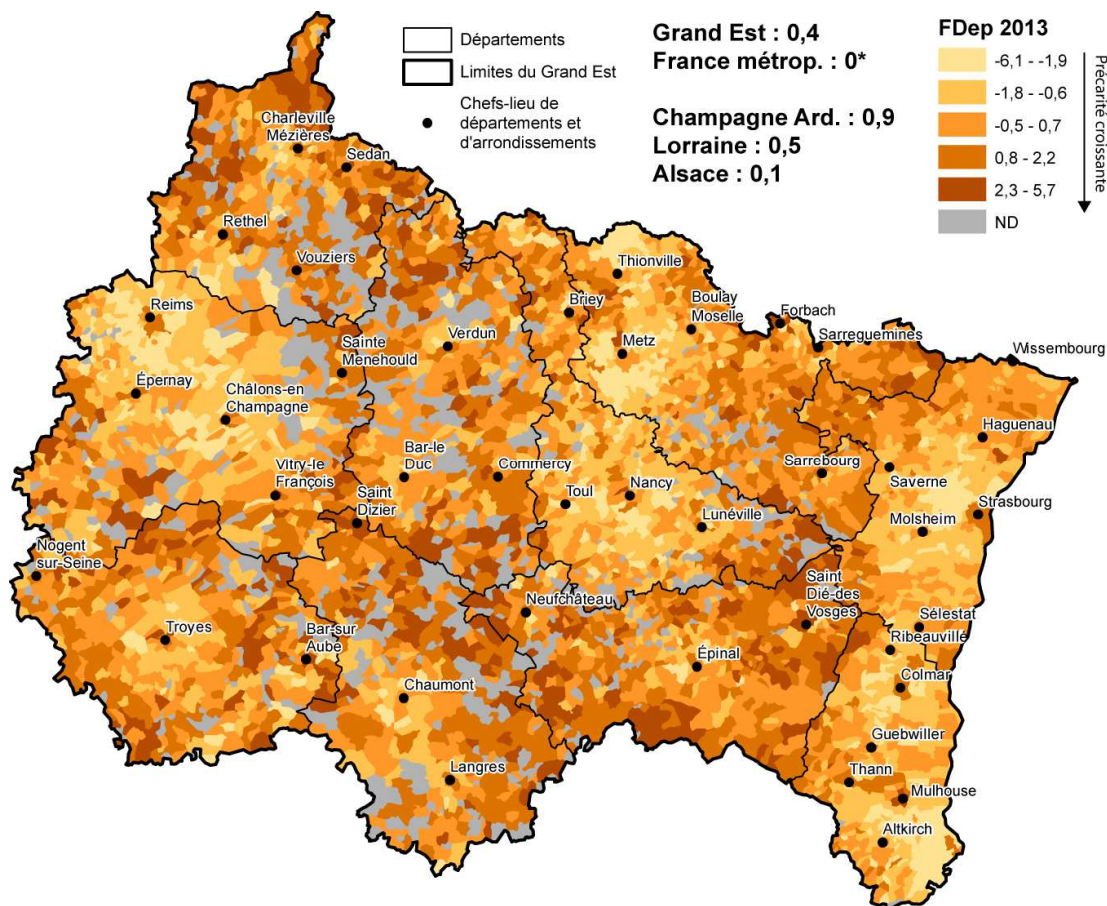 Départements
Limites du Grand Est
Chefs-lieu de
départements et
d'arrondissements
Grand Est : 0,4
France métrop. : 0*
Champagne Ard. : 0,9
Lorraine : 0,5
Alsace : 0,1
FDep 2013
-6,1 - -1,9
-1,8 - -0,6
-0,5 - 0,7
0,8 - 2,2
2,3 - 5,7
ND
Précarité croissante
Charleville
Mézières
Sedan
Rethel
Vouziers
Thionville
Briey
Boulay
Moselle
Forbach
Sarreguemines
Wissembourg
Reims
Verdun
Sainte
Menehould
Metz
Épernay
Châlons-en
Champagne
Haguenau
Bar-le
Duc
Commercy
Vitry-le
François
Sarrebourg
Saverne
Toul
Nancy
Saint
Dizier
Lunéville
Strasbourg
Molsheim
Nogent
sur-Seine
Neufchâteau
Saint
Dié-des
Vosges
Sélestat
Ribeauvillé
Troyes
Bar-sur
Aube
Épinal
Colmar
Chaumont
Guebwiller
Langres
Thann
Mulhouse
Altkirch